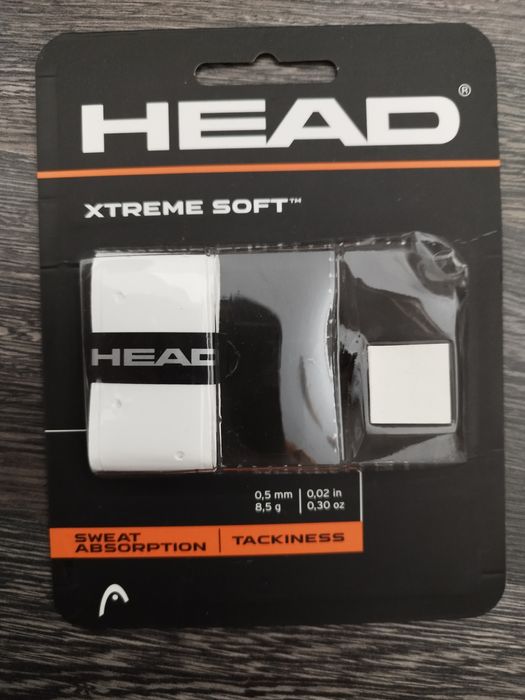 HEAD®
XTREME SOFT™
HEAD
0,5 mm | 0,02 in
8,5 g | 0,30 oz
SWEAT
ABSORPTION | TACKINESS